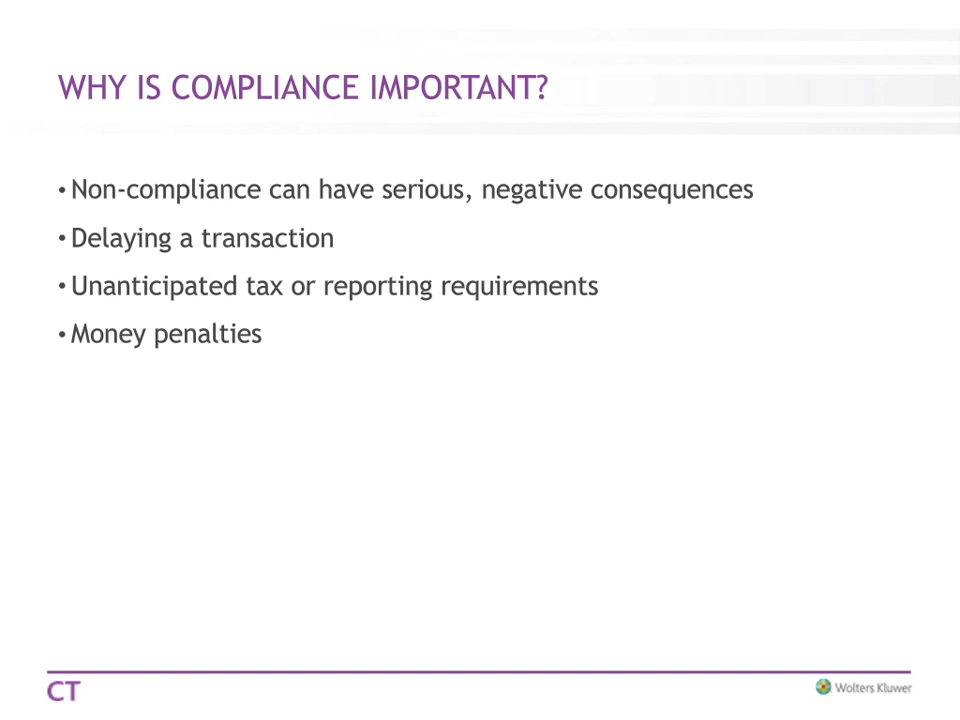 WHY IS COMPLIANCE IMPORTANT?
• Non-compliance can have serious, negative consequences
• Delaying a transaction
• Unanticipated tax or reporting requirements
• Money penalties
CT
Wolters Kluwer